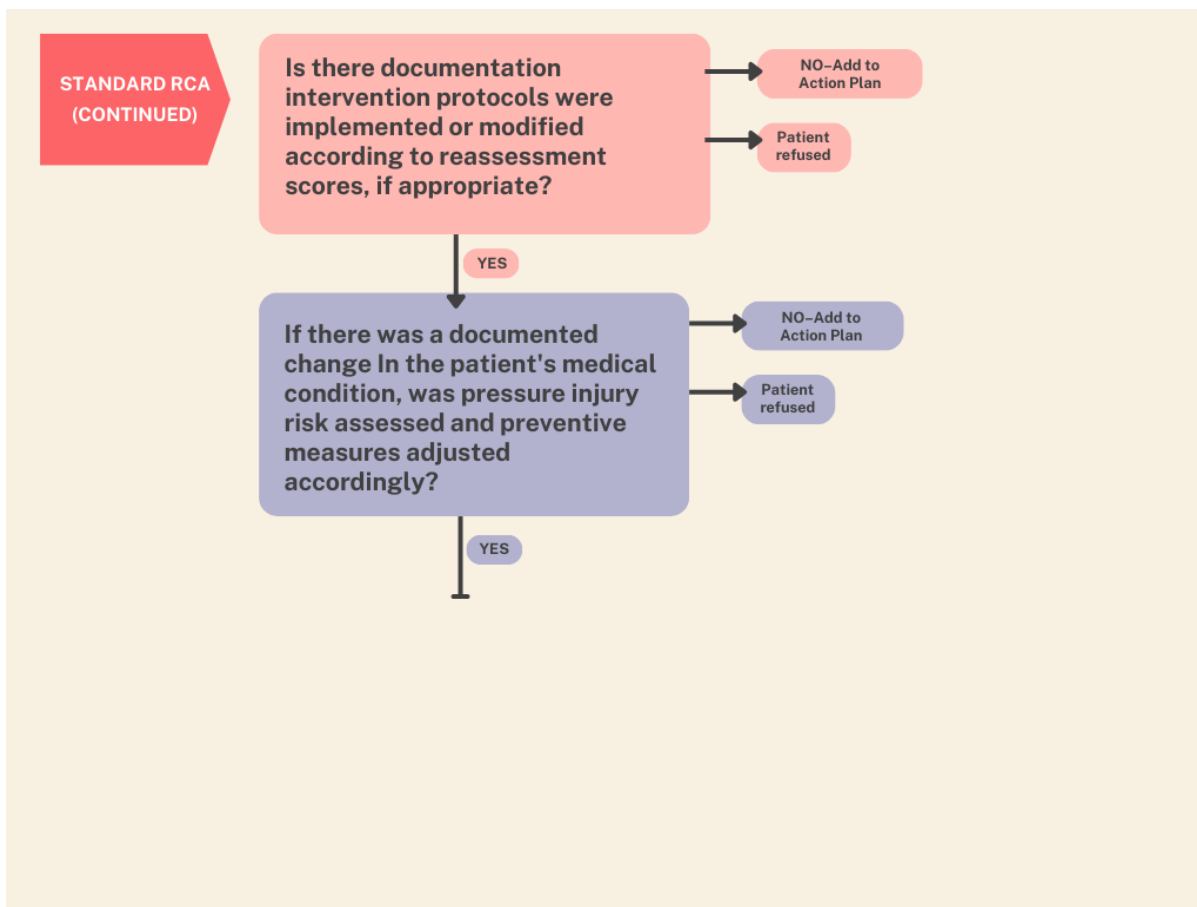 STANDARD RCA
(CONTINUED)
Is there documentation
intervention protocols were
implemented or modified
according to reassessment
scores, if appropriate?
NO–Add to
Action Plan
Patient
refused
YES
If there was a documented
change In the patient's medical
condition, was pressure injury
risk assessed and preventive
measures adjusted
accordingly?
NO–Add to
Action Plan
Patient
refused
YES